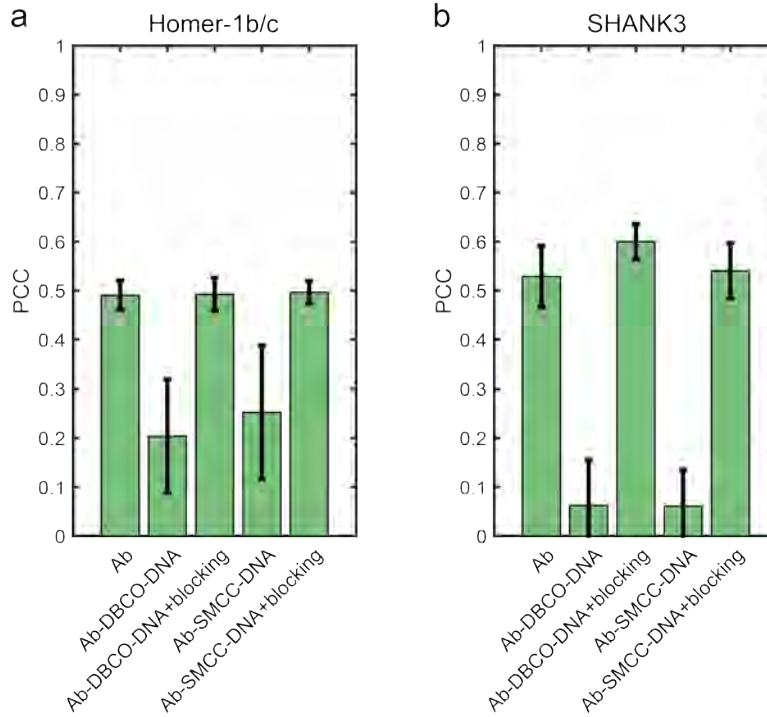 a
Homer-1b/c
PCC
1
0.9
0.8
0.7
0.6
0.5
0.4
0.3
0.2
0.1
0
Ab
Ab-DBCO-DNA
Ab-DBCO-DNA+blocking
Ab-SMCC-DNA
Ab-SMCC-DNA+blocking
b
SHANK3
PCC
1
0.9
0.8
0.7
0.6
0.5
0.4
0.3
0.2
0.1
0
Ab
Ab-DBCO-DNA
Ab-DBCO-DNA+blocking
Ab-SMCC-DNA
Ab-SMCC-DNA+blocking